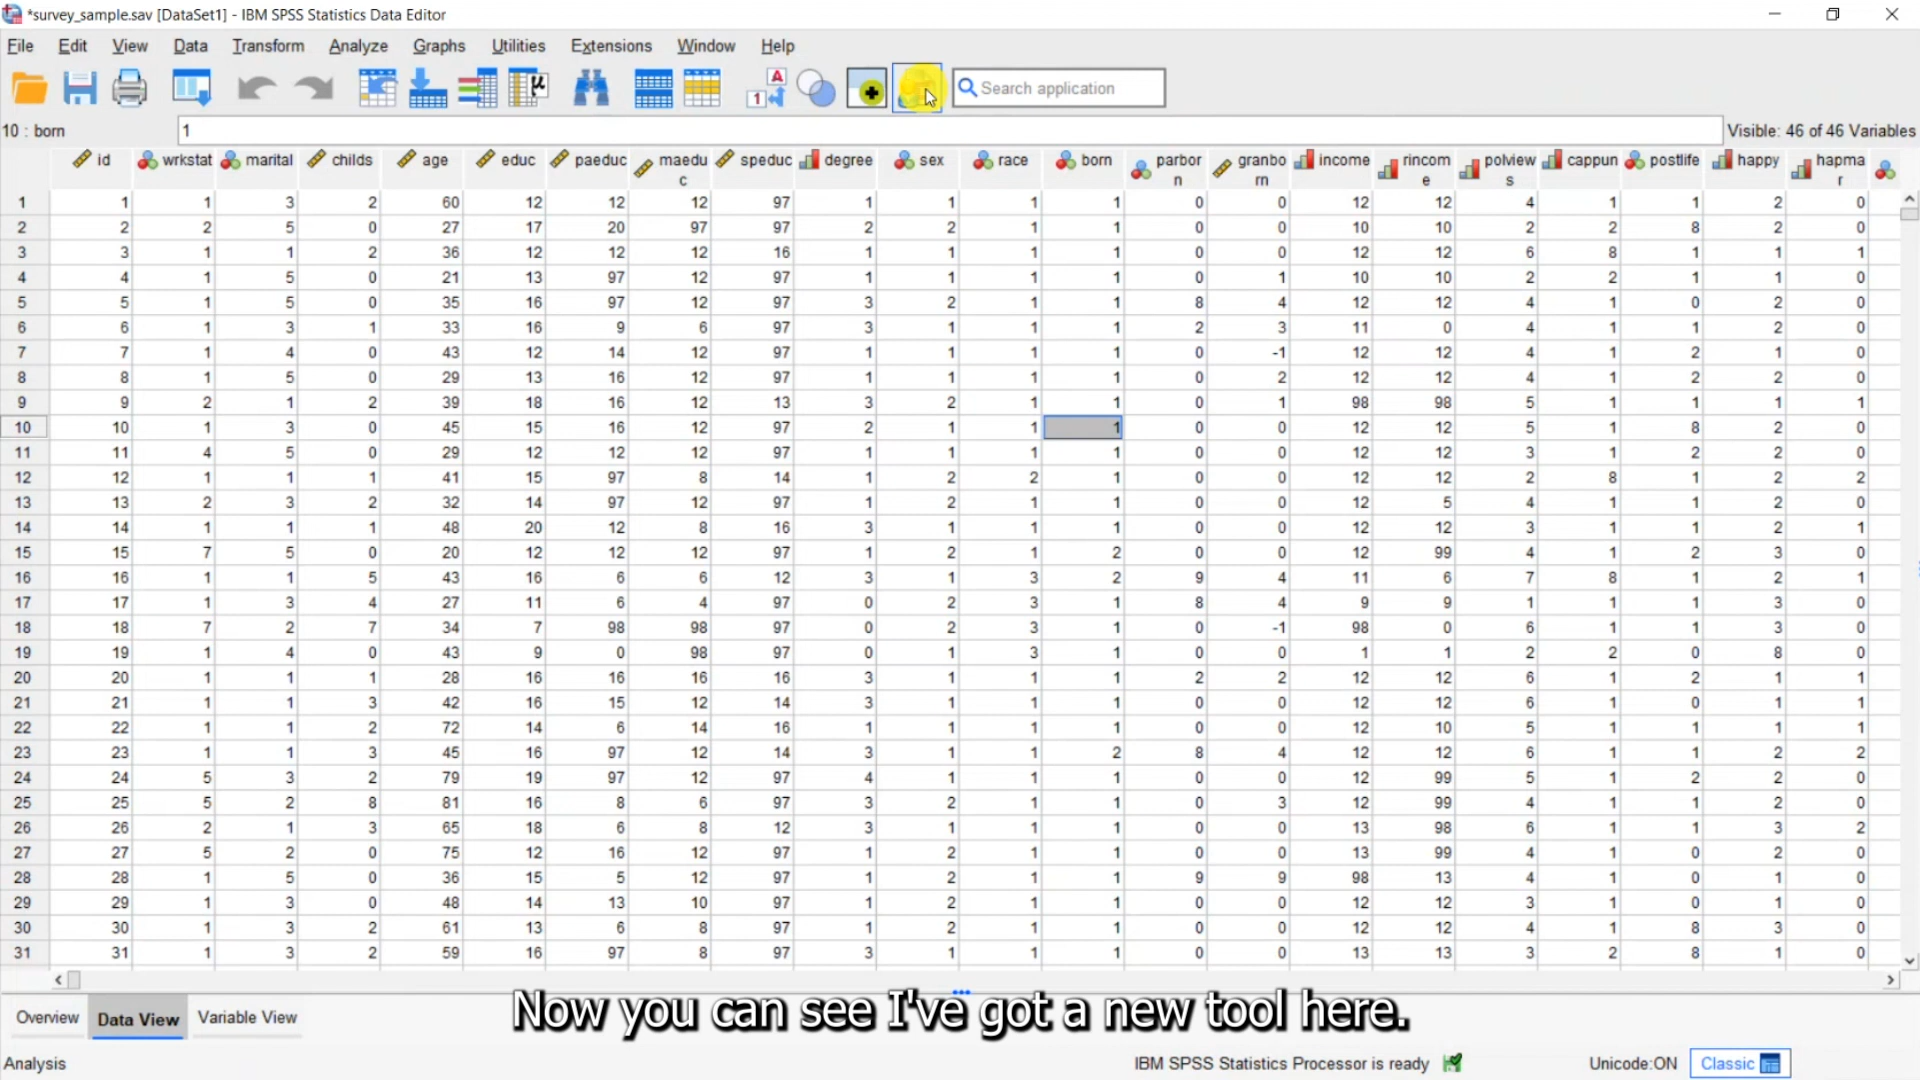 *survey_sample.sav [DataSet1] - IBM SPSS Statistics Data Editor
File Edit View Data Transform Analyze Graphs Utilities Extensions Window Help
Search application
10 : born 1 Visible: 46 of 46 Variables
id wrkstat marital childs age educ paeduc maeduc speduc degree sex race born parborn granborn income rincome polviews cappun postlife happy hapmar
1 1 1 3 2 60 12 12 12 97 1 1 1 1 0 0 12 12 4 1 1 2 0
2 2 2 5 0 27 17 20 97 97 2 2 1 1 0 0 10 10 2 2 8 2 0
3 3 1 1 2 36 12 12 12 16 1 1 1 1 0 0 12 12 6 8 1 1 1
4 4 1 5 0 21 13 97 12 97 1 1 1 1 0 1 10 10 2 2 1 1 0
5 5 1 5 0 35 16 97 12 97 3 2 1 1 8 4 12 12 4 1 0 2 0
6 6 1 3 1 33 16 9 6 97 3 1 1 1 2 3 11 0 4 1 1 2 0
7 7 1 4 0 43 12 14 12 97 1 1 1 1 0 -1 12 12 4 1 2 1 0
8 8 1 5 0 29 13 16 12 97 1 1 1 1 0 2 12 12 4 1 2 2 0
9 9 2 1 2 39 18 16 12 13 3 2 1 1 0 1 98 98 5 1 1 1 1
10 10 1 3 0 45 15 16 12 97 2 1 1 1 0 0 12 12 5 1 8 2 0
11 11 4 5 0 29 12 12 12 97 1 1 1 1 0 0 12 12 3 1 2 2 0
12 12 1 1 1 41 15 97 8 14 1 2 2 1 0 0 12 12 2 8 1 2 2
13 13 2 3 2 32 14 97 12 97 1 2 1 1 0 0 12 5 4 1 1 2 0
14 14 1 1 1 48 20 12 8 16 3 1 1 1 0 0 12 12 3 1 1 2 1
15 15 7 5 0 20 12 12 12 97 1 2 1 2 0 0 12 99 4 1 2 3 0
16 16 1 1 5 43 16 6 6 12 3 1 3 2 9 4 11 6 7 8 1 2 1
17 17 1 3 4 27 11 6 4 97 0 2 3 1 8 4 9 9 1 1 1 3 0
18 18 7 2 7 34 7 98 98 97 0 2 3 1 0 -1 98 0 6 1 1 3 0
19 19 1 4 0 43 9 0 98 97 0 1 3 1 0 0 1 1 2 2 0 8 0
20 20 1 1 1 28 16 16 16 16 3 1 1 1 2 2 12 12 6 1 2 1 1
21 21 1 1 3 42 16 15 12 14 3 1 1 1 0 0 12 12 6 1 0 1 1
22 22 1 1 2 72 14 6 14 16 1 1 1 1 0 0 12 10 5 1 1 1 1
23 23 1 1 3 45 16 97 12 14 3 1 1 2 8 4 12 12 6 1 1 2 2
24 24 5 3 2 79 19 97 12 97 4 1 1 1 0 0 12 99 5 1 2 2 0
25 25 5 2 8 81 16 8 6 97 3 2 1 1 0 3 12 99 4 1 1 2 0
26 26 2 1 3 65 18 6 8 12 3 1 1 1 0 0 13 98 6 1 1 3 2
27 27 5 2 0 75 12 16 12 97 1 2 1 1 0 0 13 99 4 1 0 2 0
28 28 1 5 0 36 15 5 12 97 1 2 1 1 9 9 98 13 4 1 0 1 0
29 29 1 3 0 48 14 13 10 97 1 2 1 1 0 0 12 12 3 1 0 1 0
30 30 1 3 2 61 13 6 8 97 1 2 1 1 0 0 12 12 4 1 8 3 0
31 31 1 3 2 59 16 97 8 97 3 1 1 1 0 0 13 13 3 2 8 1 0
Overview Data View Variable View
Now you can see I've got a new tool here.
Analysis IBM SPSS Statistics Processor is ready Unicode:ON Classic